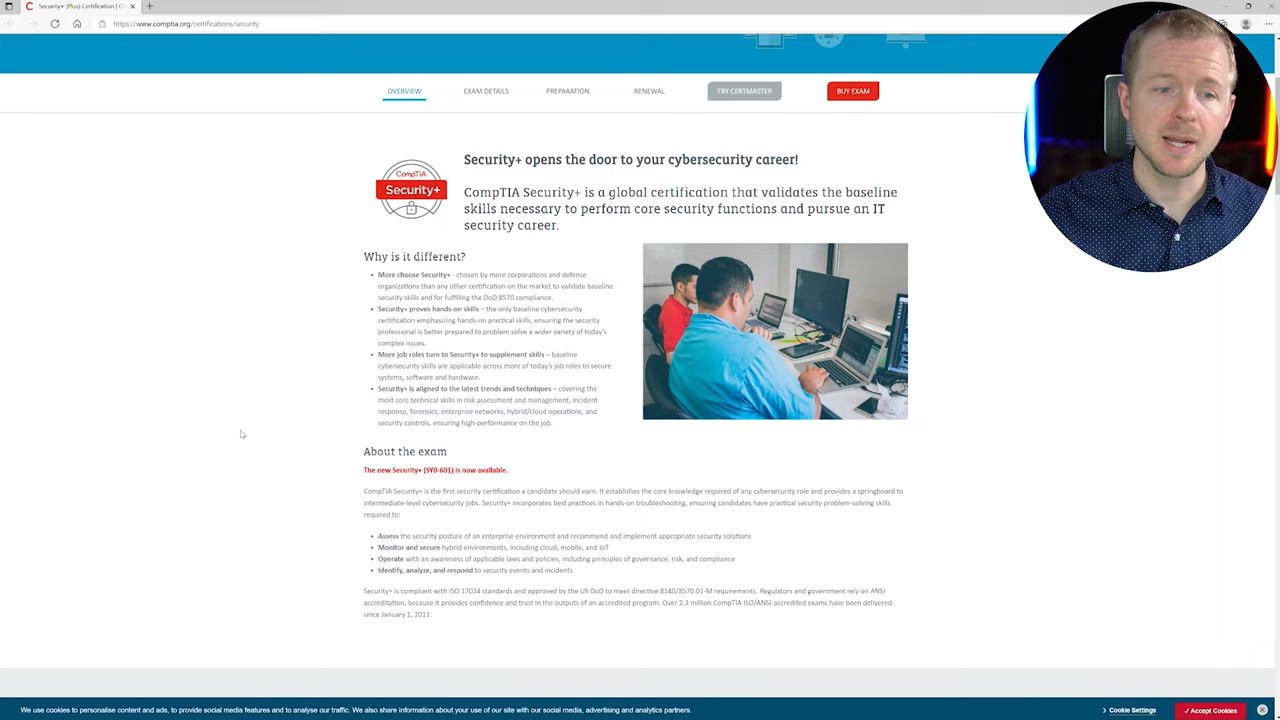 Security+ (Plus) Certification | C
https://www.comptia.org/certifications/security
OVERVIEW
EXAM DETAILS
PREPARATION
RENEWAL
TRY CERTMASTER
BUY EXAM
CompTIA
Security+
Security+ opens the door to your cybersecurity career!
CompTIA Security+ is a global certification that validates the baseline
skills necessary to perform core security functions and pursue an IT
security career.
Why is it different?
• More choose Security+ - chosen by more corporations and defense
organizations than any other certification on the market to validate baseline
security skills and for fulfilling the DoD 8570 compliance.
• Security+ proves hands-on skills – the only baseline cybersecurity
certification emphasizing hands-on practical skills, ensuring the security
professional is better prepared to problem solve a wider variety of today's
complex issues.
• More job roles turn to Security+ to supplement skills – baseline
cybersecurity skills are applicable across more of today's job roles to secure
systems, software and hardware.
• Security+ is aligned to the latest trends and techniques – covering the
most core technical skills in risk assessment and management, incident
response, forensics, enterprise networks, hybrid/cloud operations, and
security controls, ensuring high-performance on the job.
About the exam
The new Security+ (SY0-601) is now available.
CompTIA Security+ is the first security certification a candidate should earn. It establishes the core knowledge required of any cybersecurity role and provides a springboard to
intermediate-level cybersecurity jobs. Security+ incorporates best practices in hands-on troubleshooting, ensuring candidates have practical security problem-solving skills
required to:
• Assess the security posture of an enterprise environment and recommend and implement appropriate security solutions
• Monitor and secure hybrid environments, including cloud, mobile, and IoT
• Operate with an awareness of applicable laws and policies, including principles of governance, risk, and compliance
• Identify, analyze, and respond to security events and incidents
Security+ is compliant with ISO 17024 standards and approved by the US DoD to meet directive 8140/8570.01-M requirements. Regulators and government rely on ANSI
accreditation, because it provides confidence and trust in the outputs of an accredited program. Over 2.3 million CompTIA ISO/ANSI-accredited exams have been delivered
since January 1, 2011.
We use cookies to personalise content and ads, to provide social media features and to analyse our traffic. We also share information about your use of our site with our social media, advertising and analytics partners.
Cookie Settings
✓ Accept Cookies